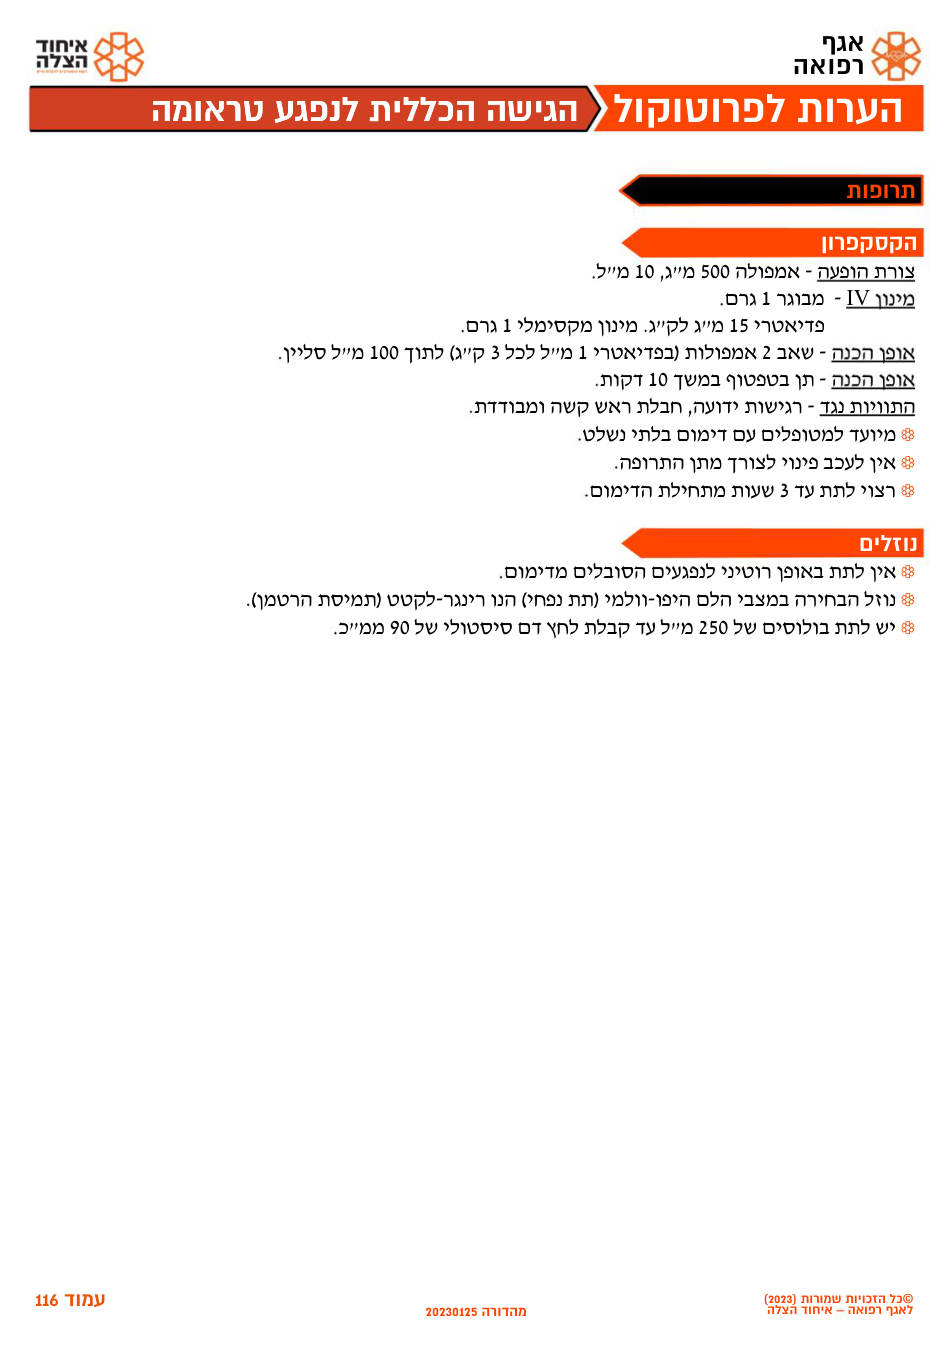 אגף
רפואה
איחוד
הצלה
הערות לפרוטוקול
הגישה הכללית לנפגע טראומה
תרופות
הקסקפרון
צורת הופעה - אמפולה 500 מ״ג, 10 מ״ל.
מינון IV - מבוגר 1 גרם.
פדיאטרי 15 מ״ג לק״ג. מינון מקסימלי 1 גרם.
אופן הכנה - שאב 2 אמפולות (בפדיאטרי 1 מ״ל לכל 3 ק״ג) לתוך 100 מ״ל סליין.
אופן הכנה - תן בטפטוף במשך 10 דקות.
התוויות נגד - רגישות ידועה, חבלת ראש קשה ומבודדת.
מיועד למטופלים עם דימום בלתי נשלט.
אין לעכב פינוי לצורך מתן התרופה.
רצוי לתת עד 3 שעות מתחילת הדימום.
נוזלים
אין לתת באופן רוטיני לנפגעים הסובלים מדימום.
נוזל הבחירה במצבי הלם היפו-וולמי (תת נפחי) הנו רינגר-לקטט (תמיסת הרטמן).
יש לתת בולוסים של 250 מ״ל עד קבלת לחץ דם סיסטולי של 90 ממ״כ.
©כל הזכויות שמורות (2023)
לאגף רפואה – איחוד הצלה
מהדורה 20230125
עמוד 116